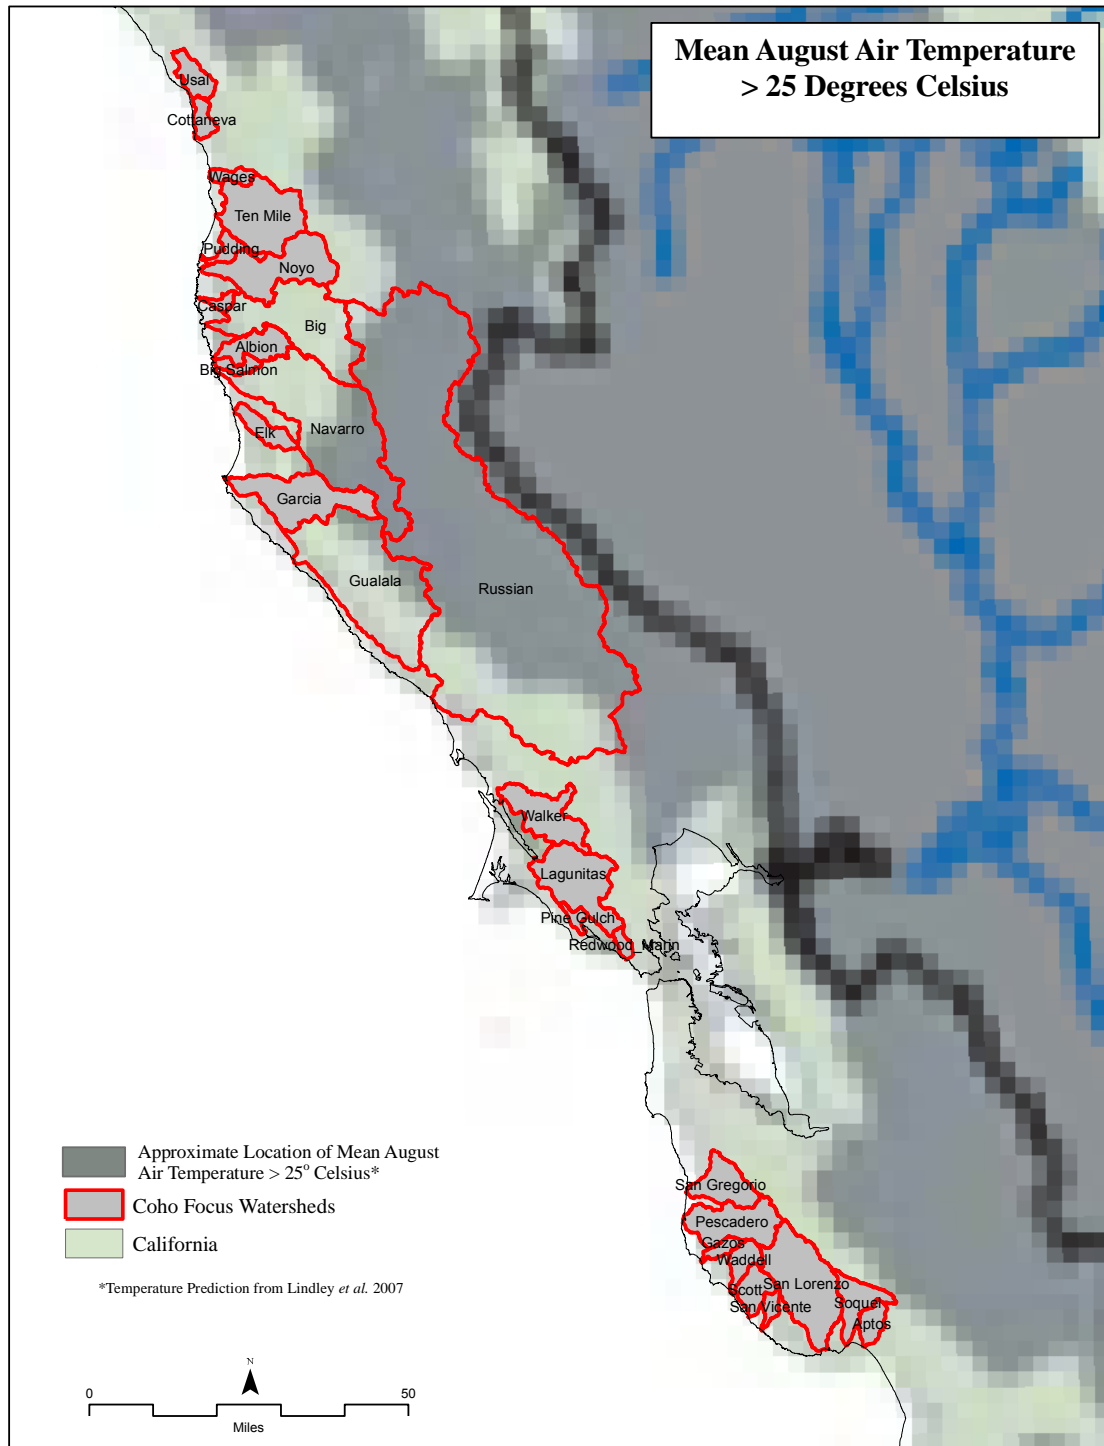 Mean August Air Temperature
> 25 Degrees Celsius
Usal
Cottaneva
Wages
Ten Mile
Pudding
Noyo
Caspar
Big
Albion
Big Salmon
Navarro
Elk
Garcia
Gualala
Russian
Walker
Lagunitas
Pine Gulch
Redwood_Marin
Approximate Location of Mean August
Air Temperature > 25° Celsius*
Coho Focus Watersheds
California
*Temperature Prediction from Lindley et al. 2007
San Gregorio
Pescadero
Gazos
Waddell
San Lorenzo
Scott
San Vicente
Soquel
Aptos
N
0 50
Miles